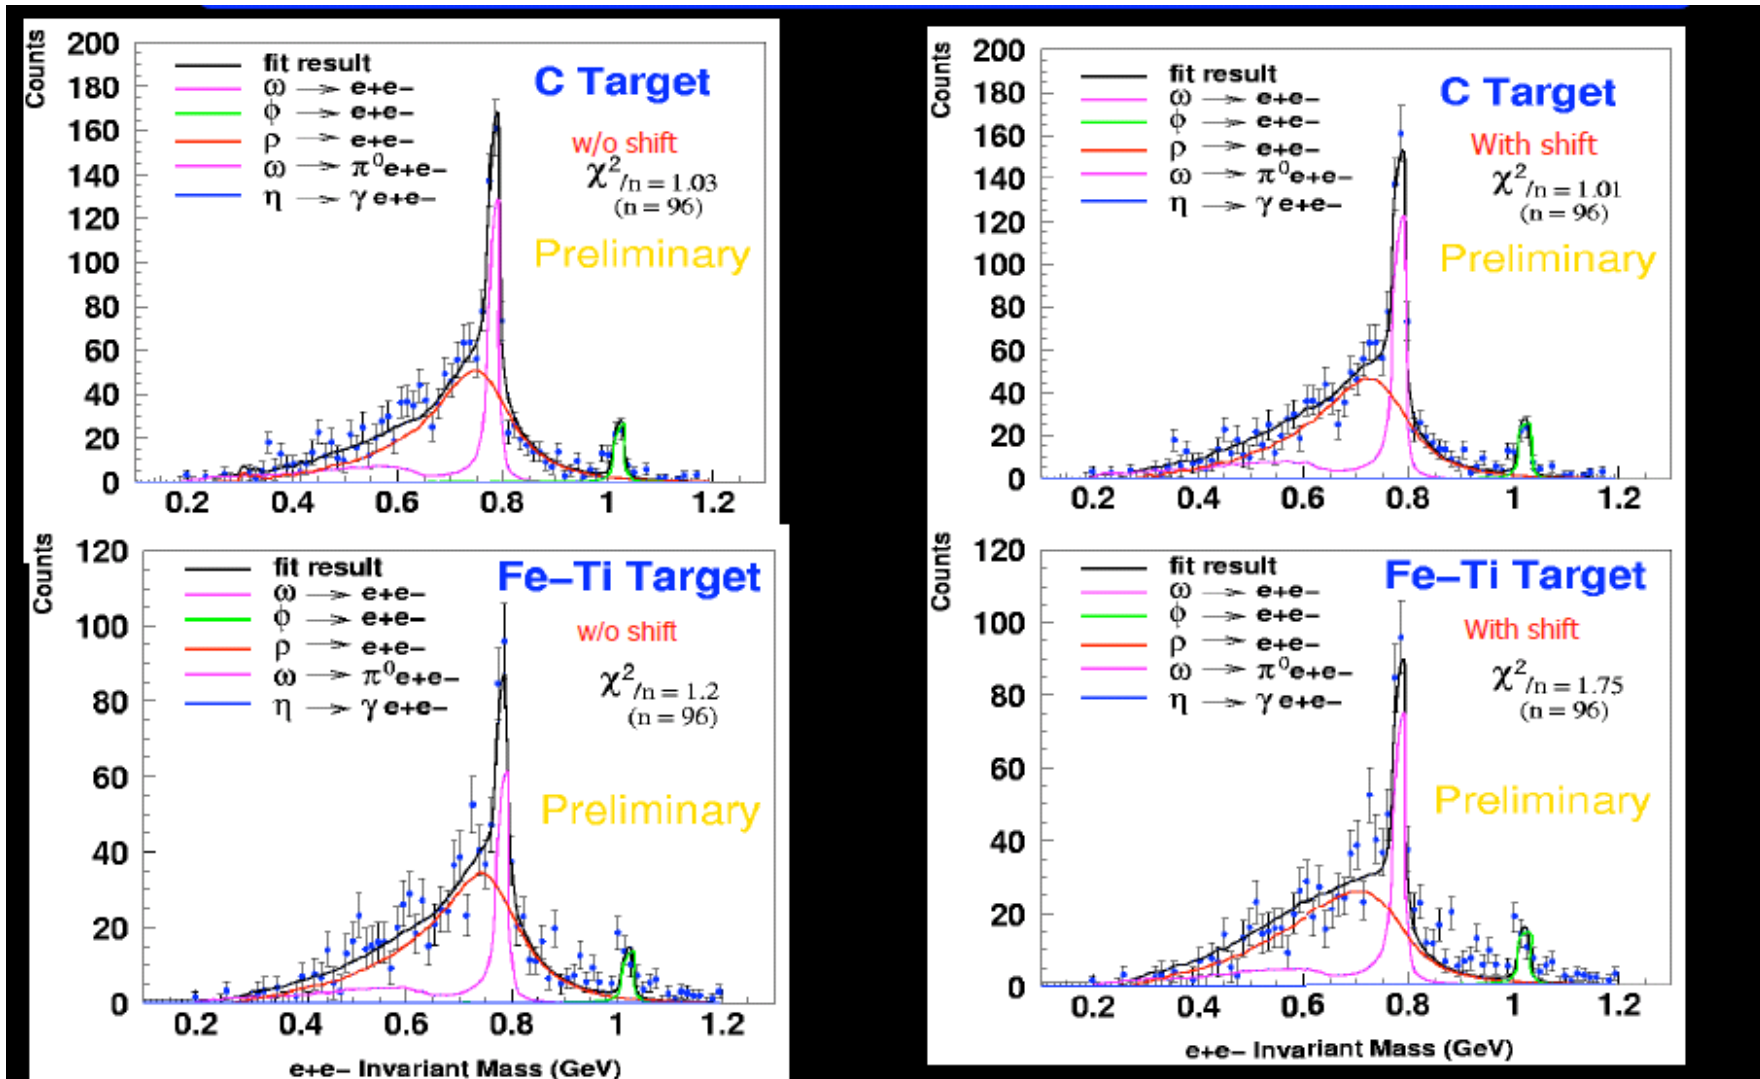 Counts
200
180
160
140
120
100
80
60
40
20
0
fit result
ω → e+e−
ϕ → e+e−
ρ → e+e−
ω → π⁰e+e−
η → γ e+e−
C Target
w/o shift
χ²/n = 1.03
(n = 96)
Preliminary
0.2 0.4 0.6 0.8 1 1.2
Counts
200
180
160
140
120
100
80
60
40
20
0
fit result
ω → e+e−
ϕ → e+e−
ρ → e+e−
ω → π⁰e+e−
η → γ e+e−
C Target
With shift
χ²/n = 1.01
(n = 96)
Preliminary
0.2 0.4 0.6 0.8 1 1.2
Counts
120
100
80
60
40
20
0
fit result
ω → e+e−
ϕ → e+e−
ρ → e+e−
ω → π⁰e+e−
η → γ e+e−
Fe−Ti Target
w/o shift
χ²/n = 1.2
(n = 96)
Preliminary
0.2 0.4 0.6 0.8 1 1.2
e+e− Invariant Mass (GeV)
Counts
120
100
80
60
40
20
0
fit result
ω → e+e−
ϕ → e+e−
ρ → e+e−
ω → π⁰e+e−
η → γ e+e−
Fe−Ti Target
With shift
χ²/n = 1.75
(n = 96)
Preliminary
0.2 0.4 0.6 0.8 1 1.2
e+e− Invariant Mass (GeV)